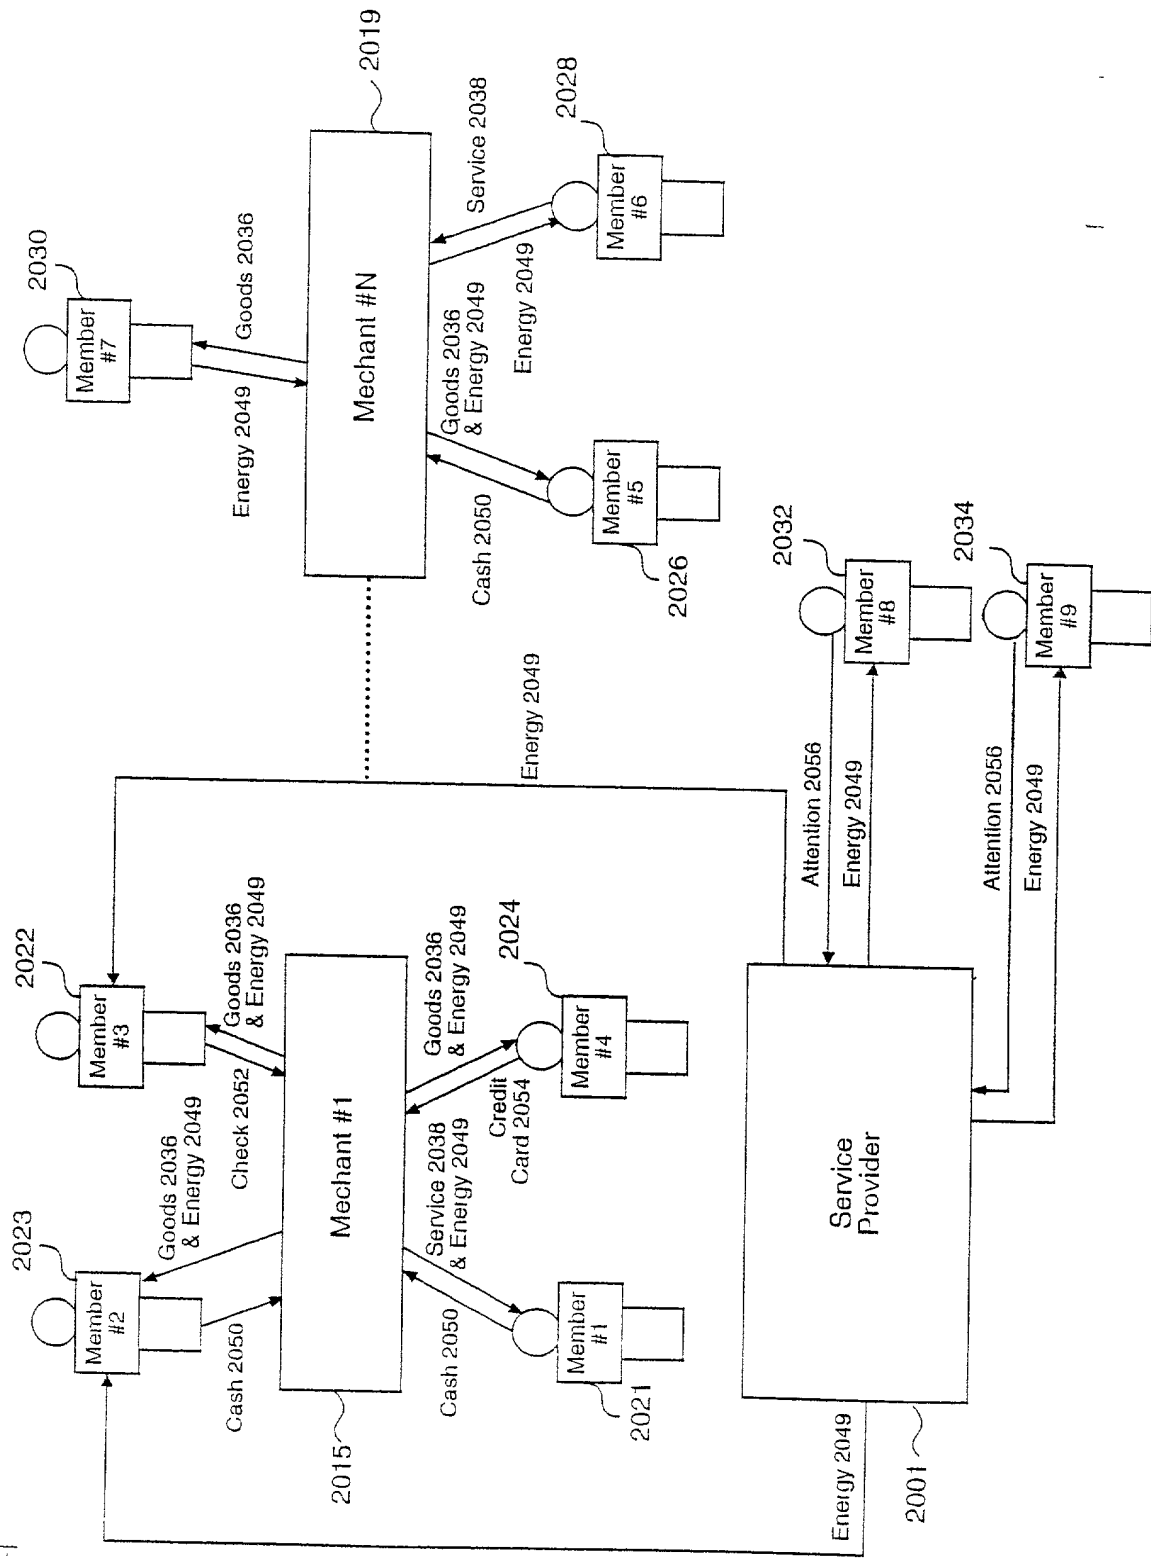 2023
Member
#2
Cash 2050
Goods 2036
& Energy 2049
2022
Member
#3
Check 2052
Goods 2036
& Energy 2049
2030
Member
#7
Energy 2049
Goods 2036
2015
Mechant #1
Mechant #N
2019
Cash 2050
Service 2038
& Energy 2049
Credit
Card 2054
Goods 2036
& Energy 2049
2024
Cash 2050
Goods 2036
& Energy 2049
Energy 2049
Service 2038
2028
Energy 2049
2021
Member
#1
Member
#4
2026
Member
#5
Member
#6
Energy 2049
2001
Service
Provider
Attention 2056
Energy 2049
2032
Member
#8
Attention 2056
Energy 2049
2034
Member
#9